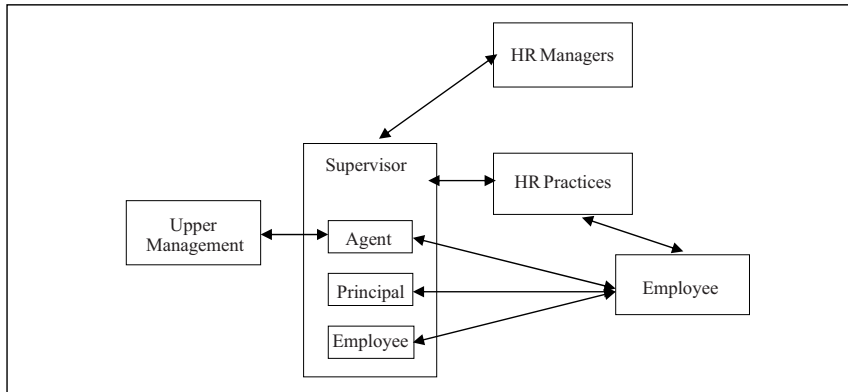 HR Managers
Supervisor
HR Practices
Upper
Management
Agent
Principal
Employee
Employee